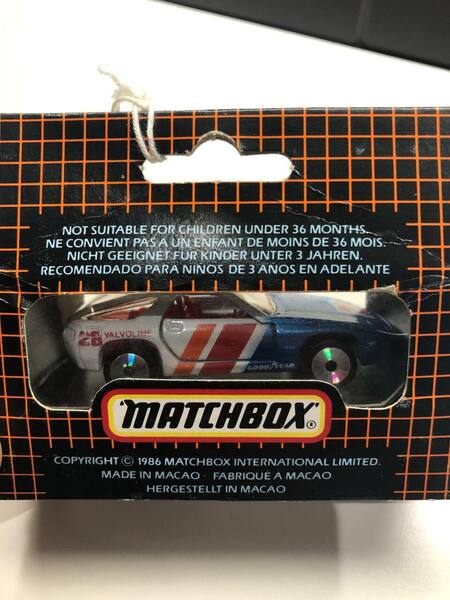 NOT SUITABLE FOR CHILDREN UNDER 36 MONTHS.
NE CONVIENT PAS A UN ENFANT DE MOINS DE 36 MOIS.
NICHT GEEIGNET FÜR KINDER UNTER 3 JAHREN.
RECOMENDADO PARA NIÑOS DE 3 AÑOS EN ADELANTE
28 VALVOLINE
GOODYEAR
MATCHBOX®
COPYRIGHT © 1986 MATCHBOX INTERNATIONAL LIMITED.
MADE IN MACAO · FABRIQUÉ A MACAO
HERGESTELLT IN MACAO